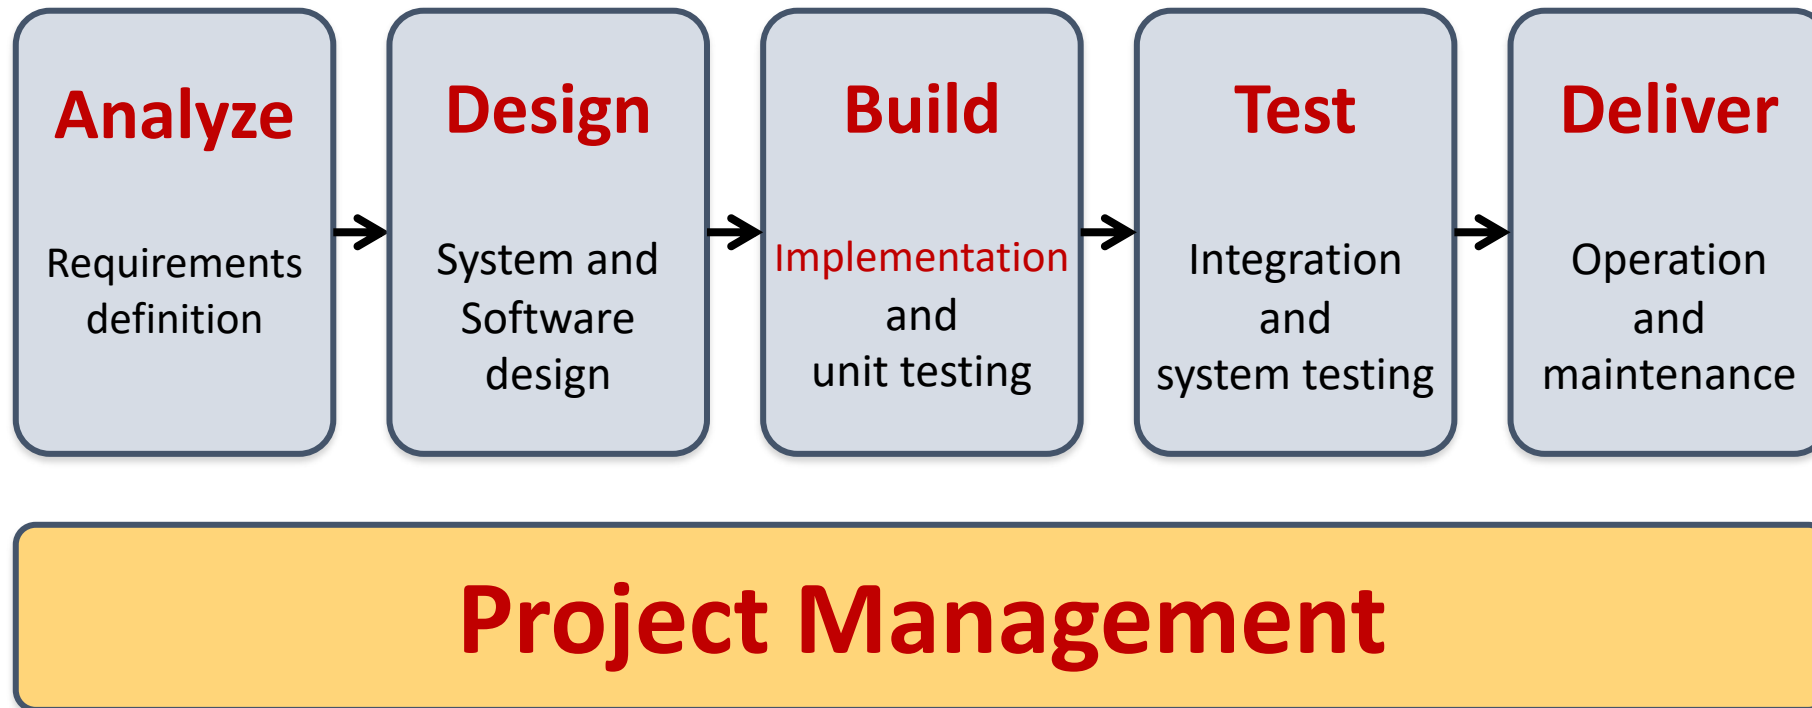 Analyze
Requirements
definition
Design
System and
Software
design
Build
Implementation
and
unit testing
Test
Integration
and
system testing
Deliver
Operation
and
maintenance
Project Management